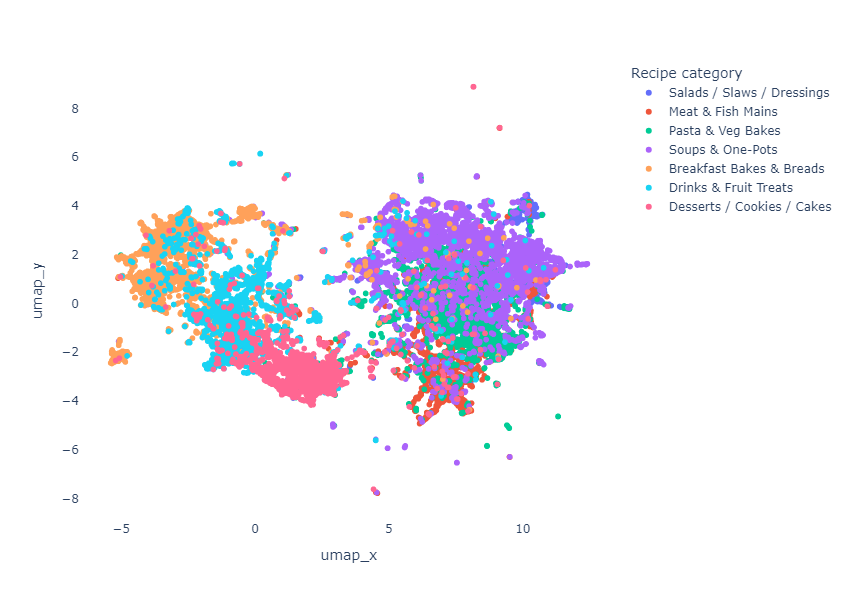 Recipe category
Salads / Slaws / Dressings
Meat & Fish Mains
Pasta & Veg Bakes
Soups & One-Pots
Breakfast Bakes & Breads
Drinks & Fruit Treats
Desserts / Cookies / Cakes
8
6
4
2
0
−2
−4
−6
−8
umap_y
−5
0
5
10
umap_x